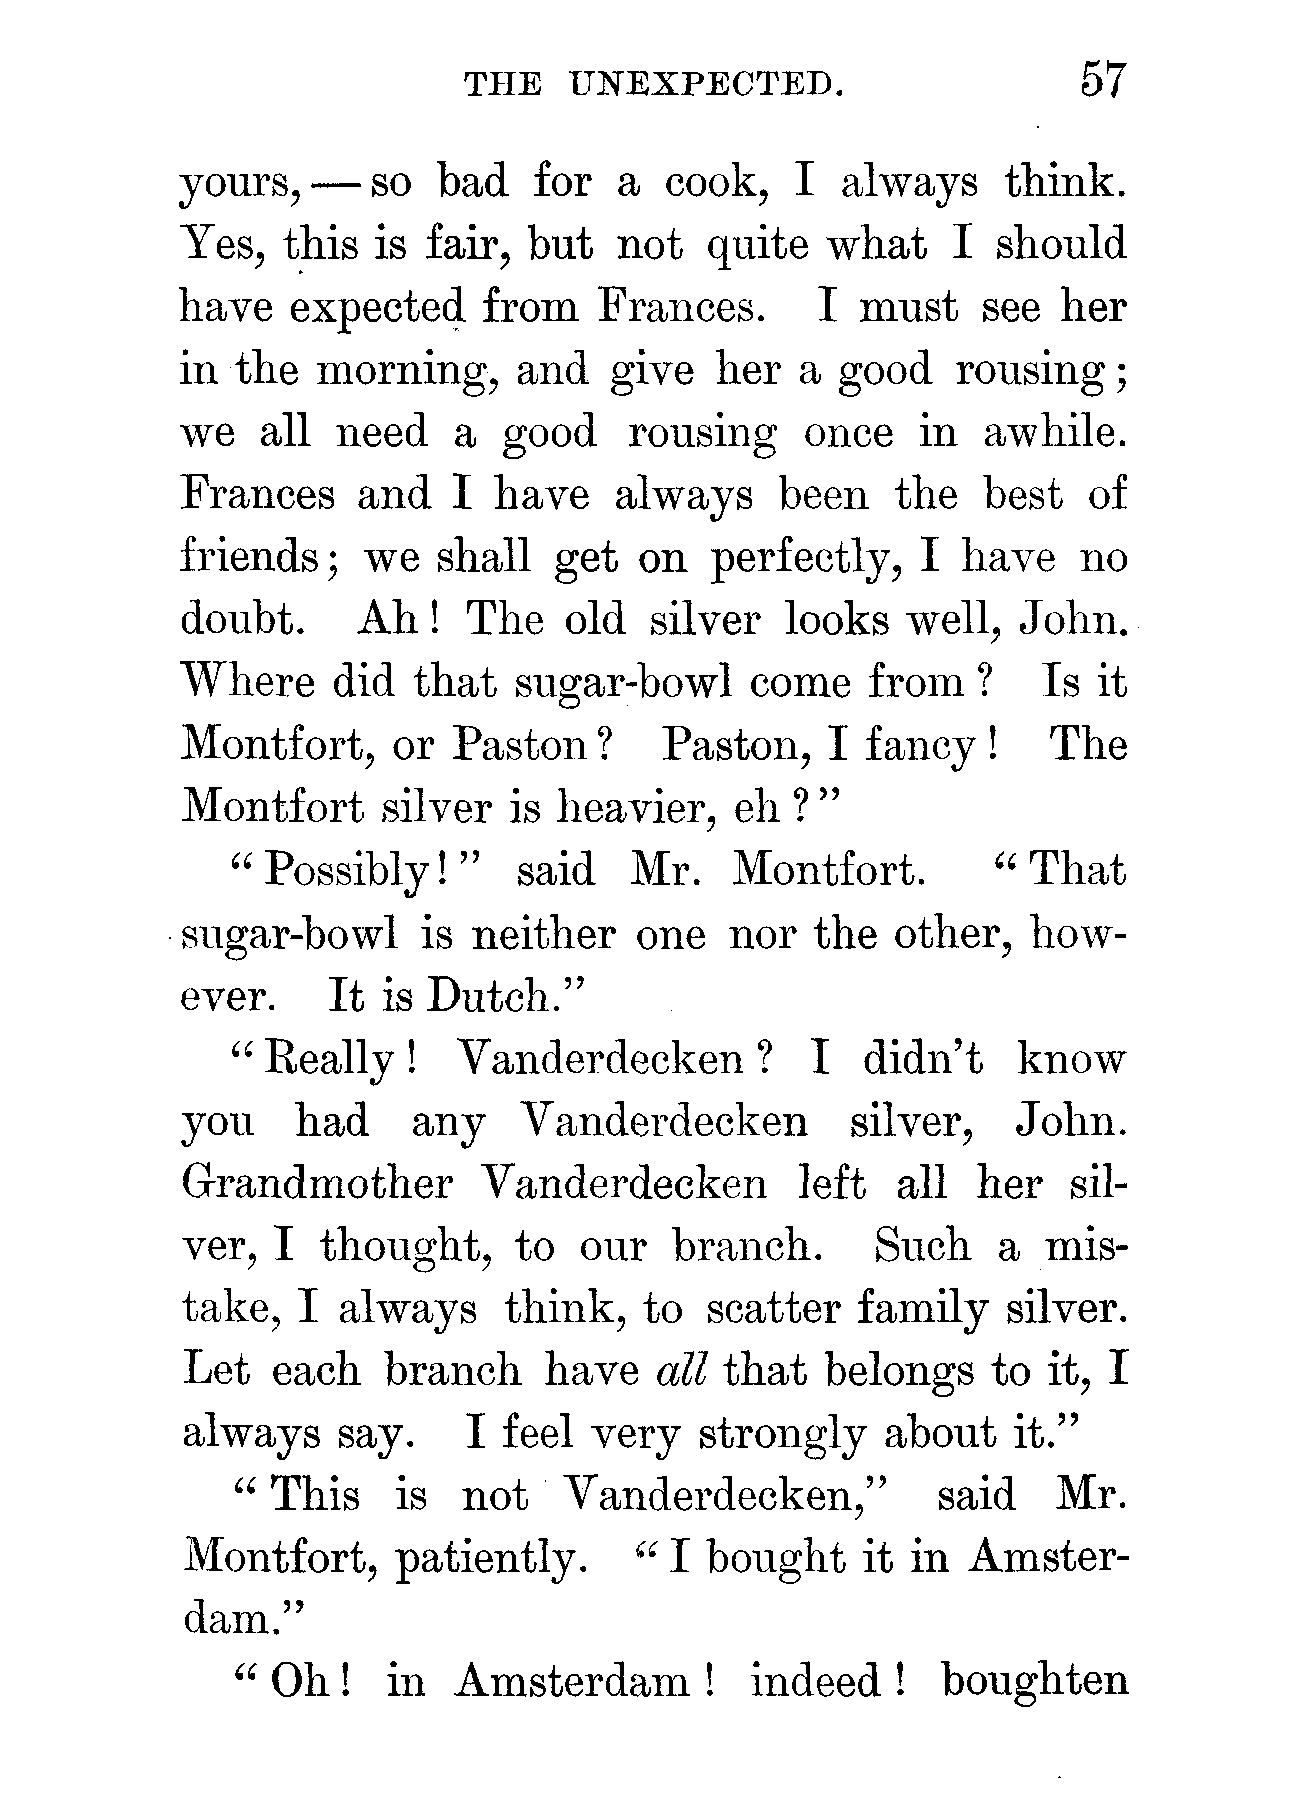 THE UNEXPECTED. 57
yours, — so bad for a cook, I always think.
Yes, this is fair, but not quite what I should
have expected from Frances. I must see her
in the morning, and give her a good rousing;
we all need a good rousing once in awhile.
Frances and I have always been the best of
friends; we shall get on perfectly, I have no
doubt. Ah! The old silver looks well, John.
Where did that sugar-bowl come from? Is it
Montfort, or Paston? Paston, I fancy! The
Montfort silver is heavier, eh?"
"Possibly!" said Mr. Montfort. "That
sugar-bowl is neither one nor the other, how-
ever. It is Dutch."
"Really! Vanderdecken? I didn't know
you had any Vanderdecken silver, John.
Grandmother Vanderdecken left all her sil-
ver, I thought, to our branch. Such a mis-
take, I always think, to scatter family silver.
Let each branch have all that belongs to it, I
always say. I feel very strongly about it."
"This is not Vanderdecken," said Mr.
Montfort, patiently. "I bought it in Amster-
dam."
"Oh! in Amsterdam! indeed! boughten